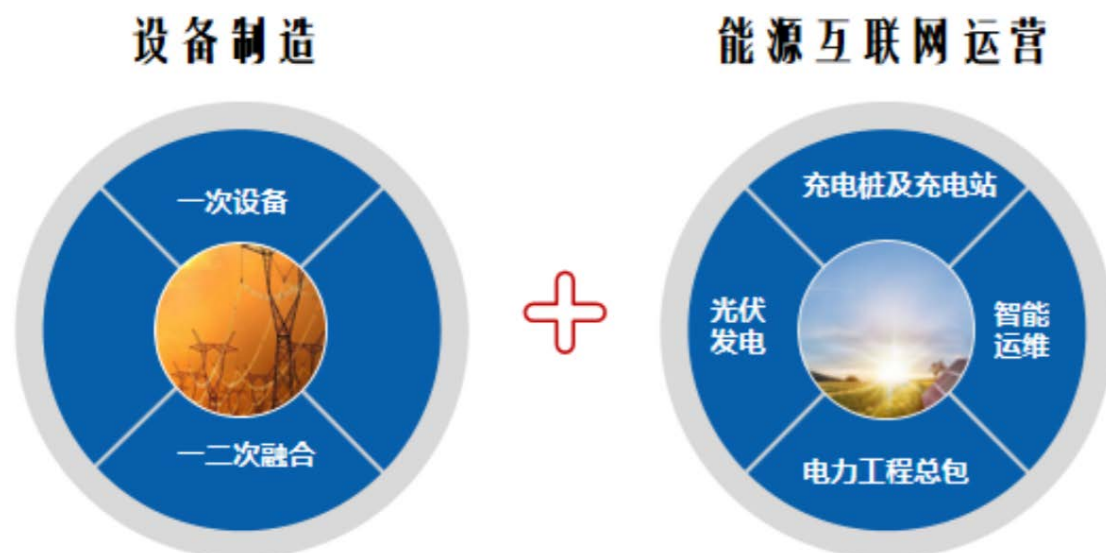 设备制造
能源互联网运营
一次设备
一二次融合
充电桩及充电站
光伏
发电
智能
运维
电力工程总包